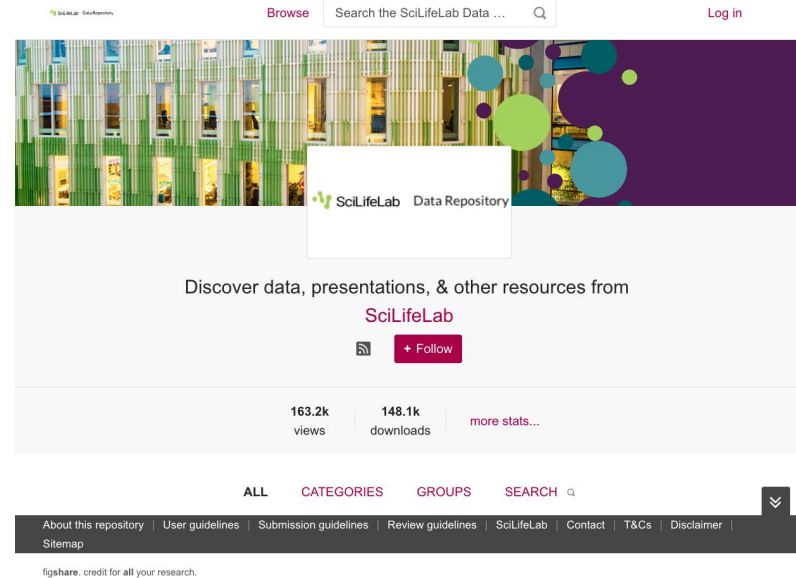 SciLifeLab Data Repository
Browse
Search the SciLifeLab Data ...
Log in
SciLifeLab Data Repository
Discover data, presentations, & other resources from
SciLifeLab
+ Follow
163.2k
views
148.1k
downloads
more stats...
ALL CATEGORIES GROUPS SEARCH
About this repository | User guidelines | Submission guidelines | Review guidelines | SciLifeLab | Contact | T&Cs | Disclaimer |
Sitemap
figshare. credit for all your research.